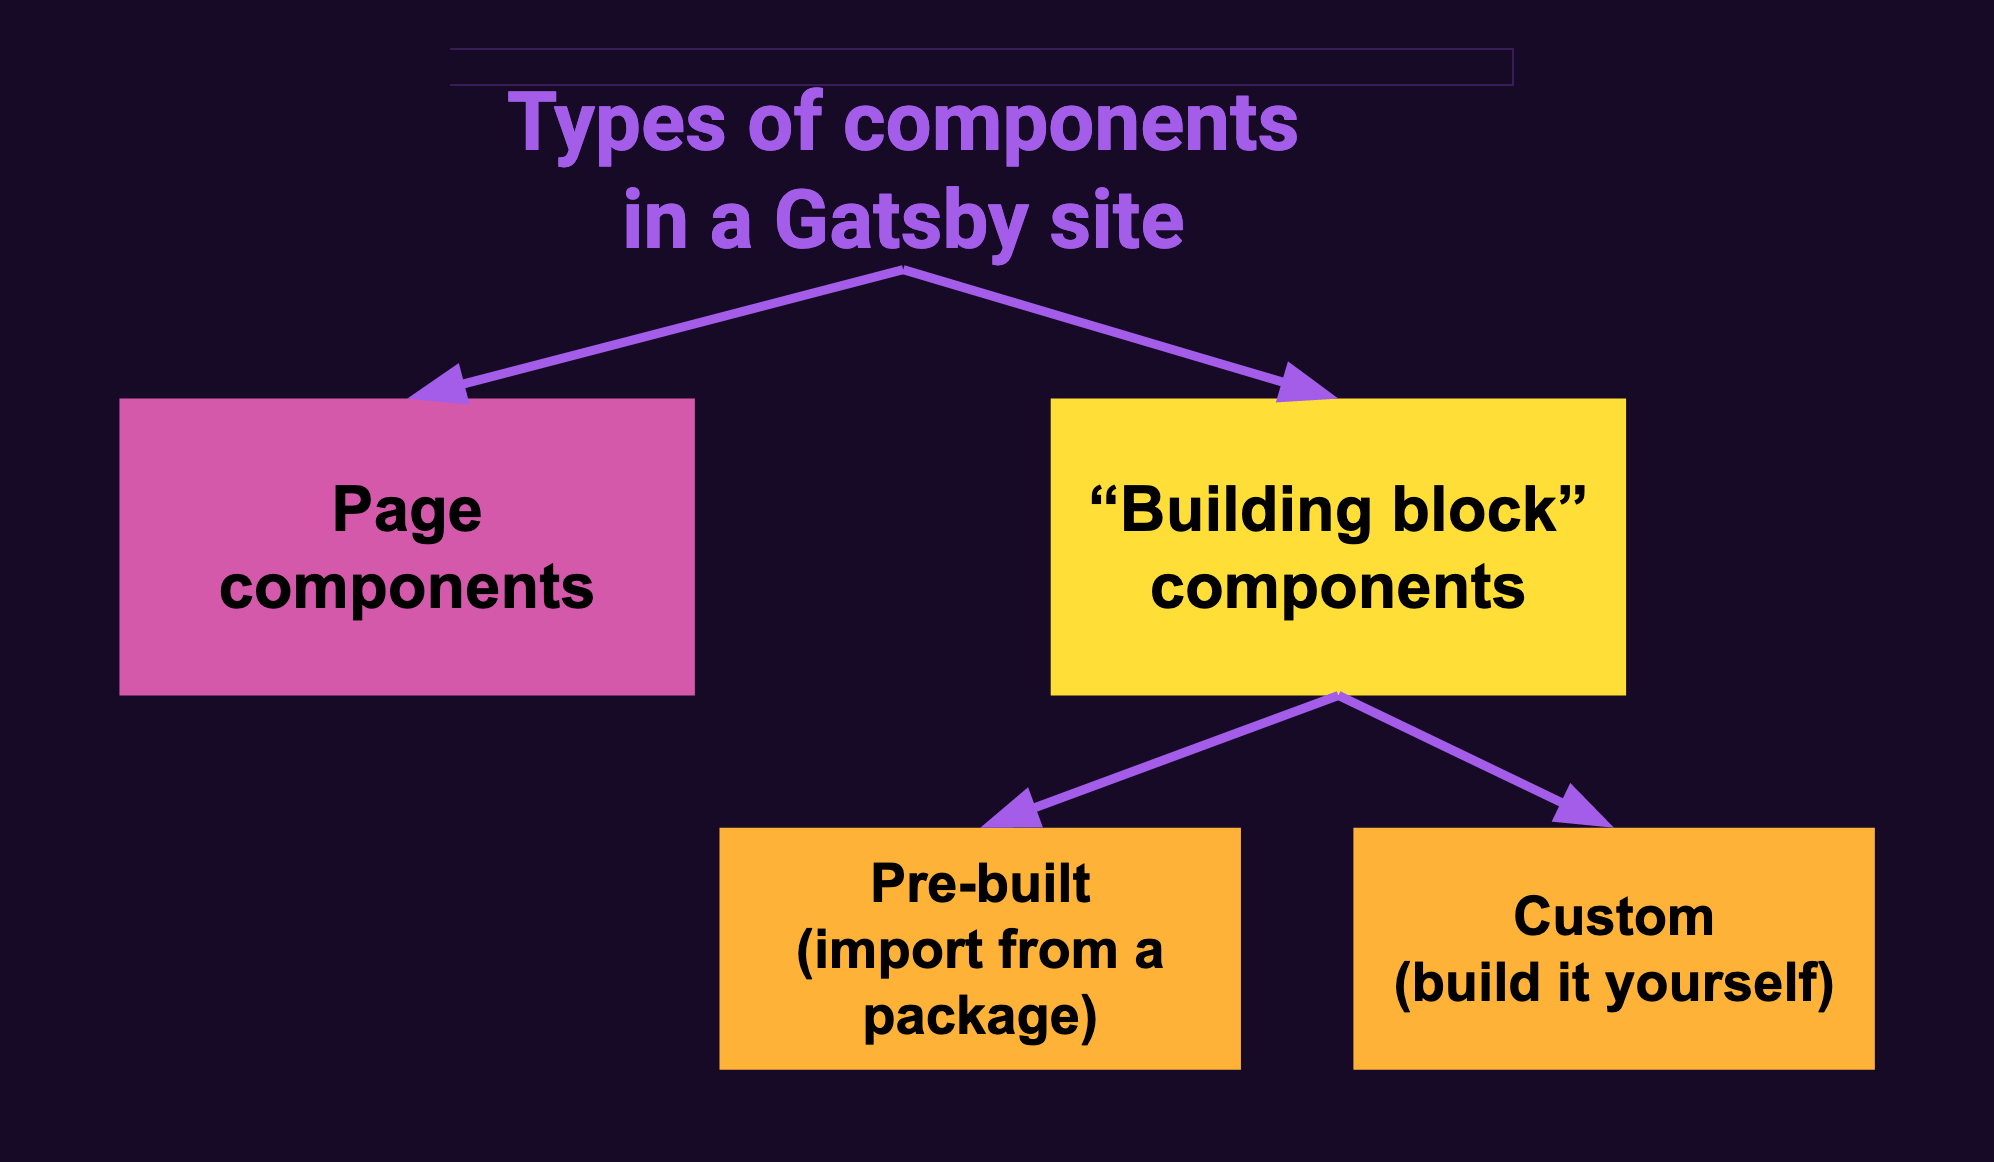 Types of components
in a Gatsby site
Page
components
“Building block”
components
Pre-built
(import from a
package)
Custom
(build it yourself)